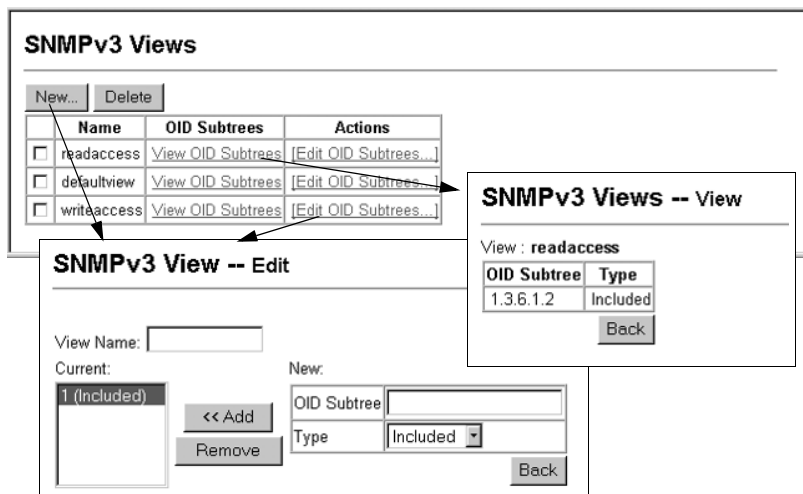 SNMPv3 Views
New... Delete
Name OID Subtrees Actions
readaccess View OID Subtrees [Edit OID Subtrees...]
defaultview View OID Subtrees [Edit OID Subtrees...]
writeaccess View OID Subtrees [Edit OID Subtrees...]
SNMPv3 Views -- View
View : readaccess
OID Subtree Type
1.3.6.1.2 Included
Back
SNMPv3 View -- Edit
View Name:
Current:
1 (Included)
<< Add
Remove
New:
OID Subtree
Type Included
Back